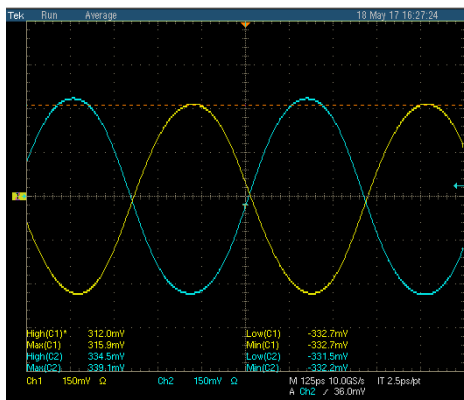 Tek Run Average 18 May 17 16:27:24
High(C1)* 312.0mV Low(C1) -332.7mV
Max(C1) 315.9mV Min(C1) -332.7mV
High(C2) 334.5mV Low(C2) -331.5mV
Max(C2) 339.1mV Min(C2) -332.2mV
Ch1 150mV Ω Ch2 150mV Ω M 125ps 10.0GS/s IT 2.5ps/pt
A Ch2 ∕ 36.0mV